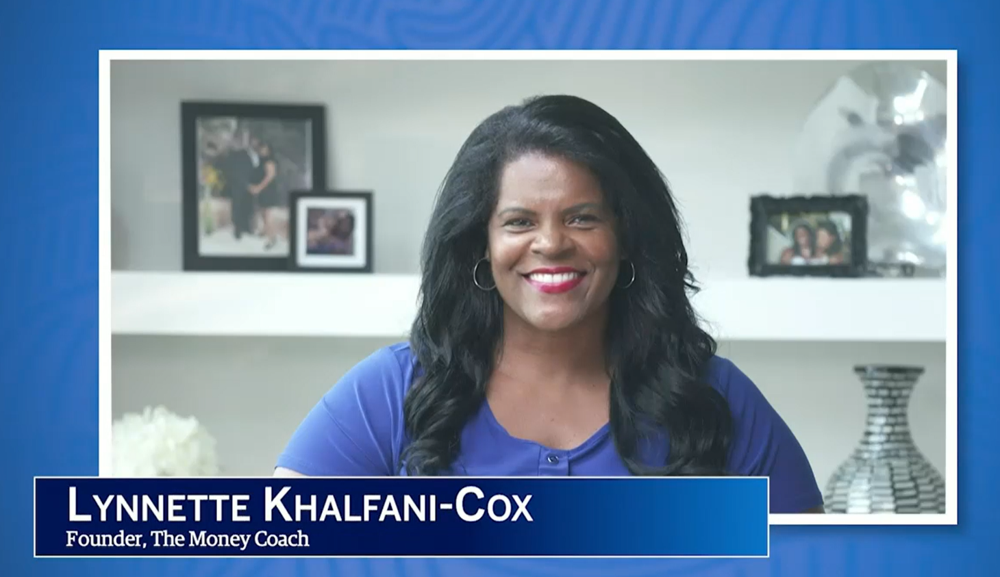 Lynnette Khalfani-Cox
Founder, The Money Coach